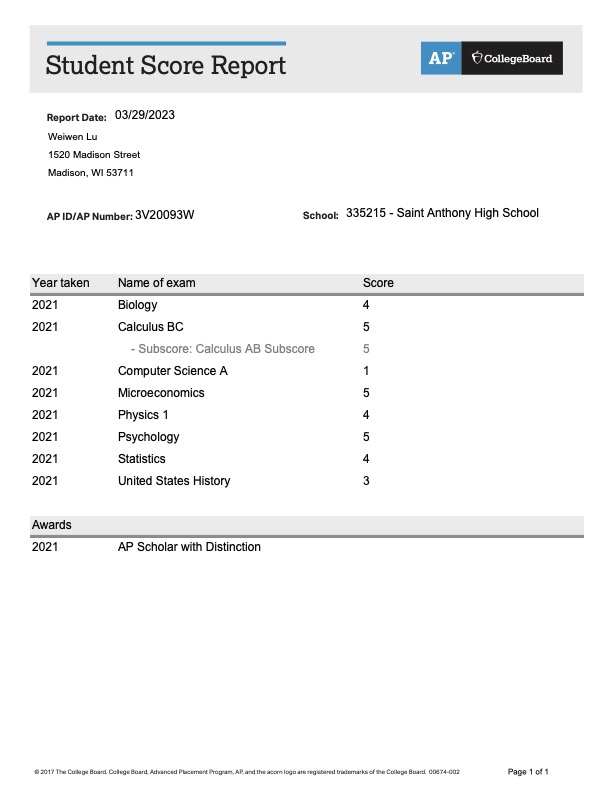 Student Score Report
AP® CollegeBoard
Report Date: 03/29/2023
Weiwen Lu
1520 Madison Street
Madison, WI 53711
AP ID/AP Number: 3V20093W
School: 335215 - Saint Anthony High School
Year taken Name of exam Score
2021 Biology 4
2021 Calculus BC 5
- Subscore: Calculus AB Subscore 5
2021 Computer Science A 1
2021 Microeconomics 5
2021 Physics 1 4
2021 Psychology 5
2021 Statistics 4
2021 United States History 3
Awards
2021 AP Scholar with Distinction
© 2017 The College Board. College Board, Advanced Placement Program, AP, and the acorn logo are registered trademarks of the College Board. 00674-002
Page 1 of 1